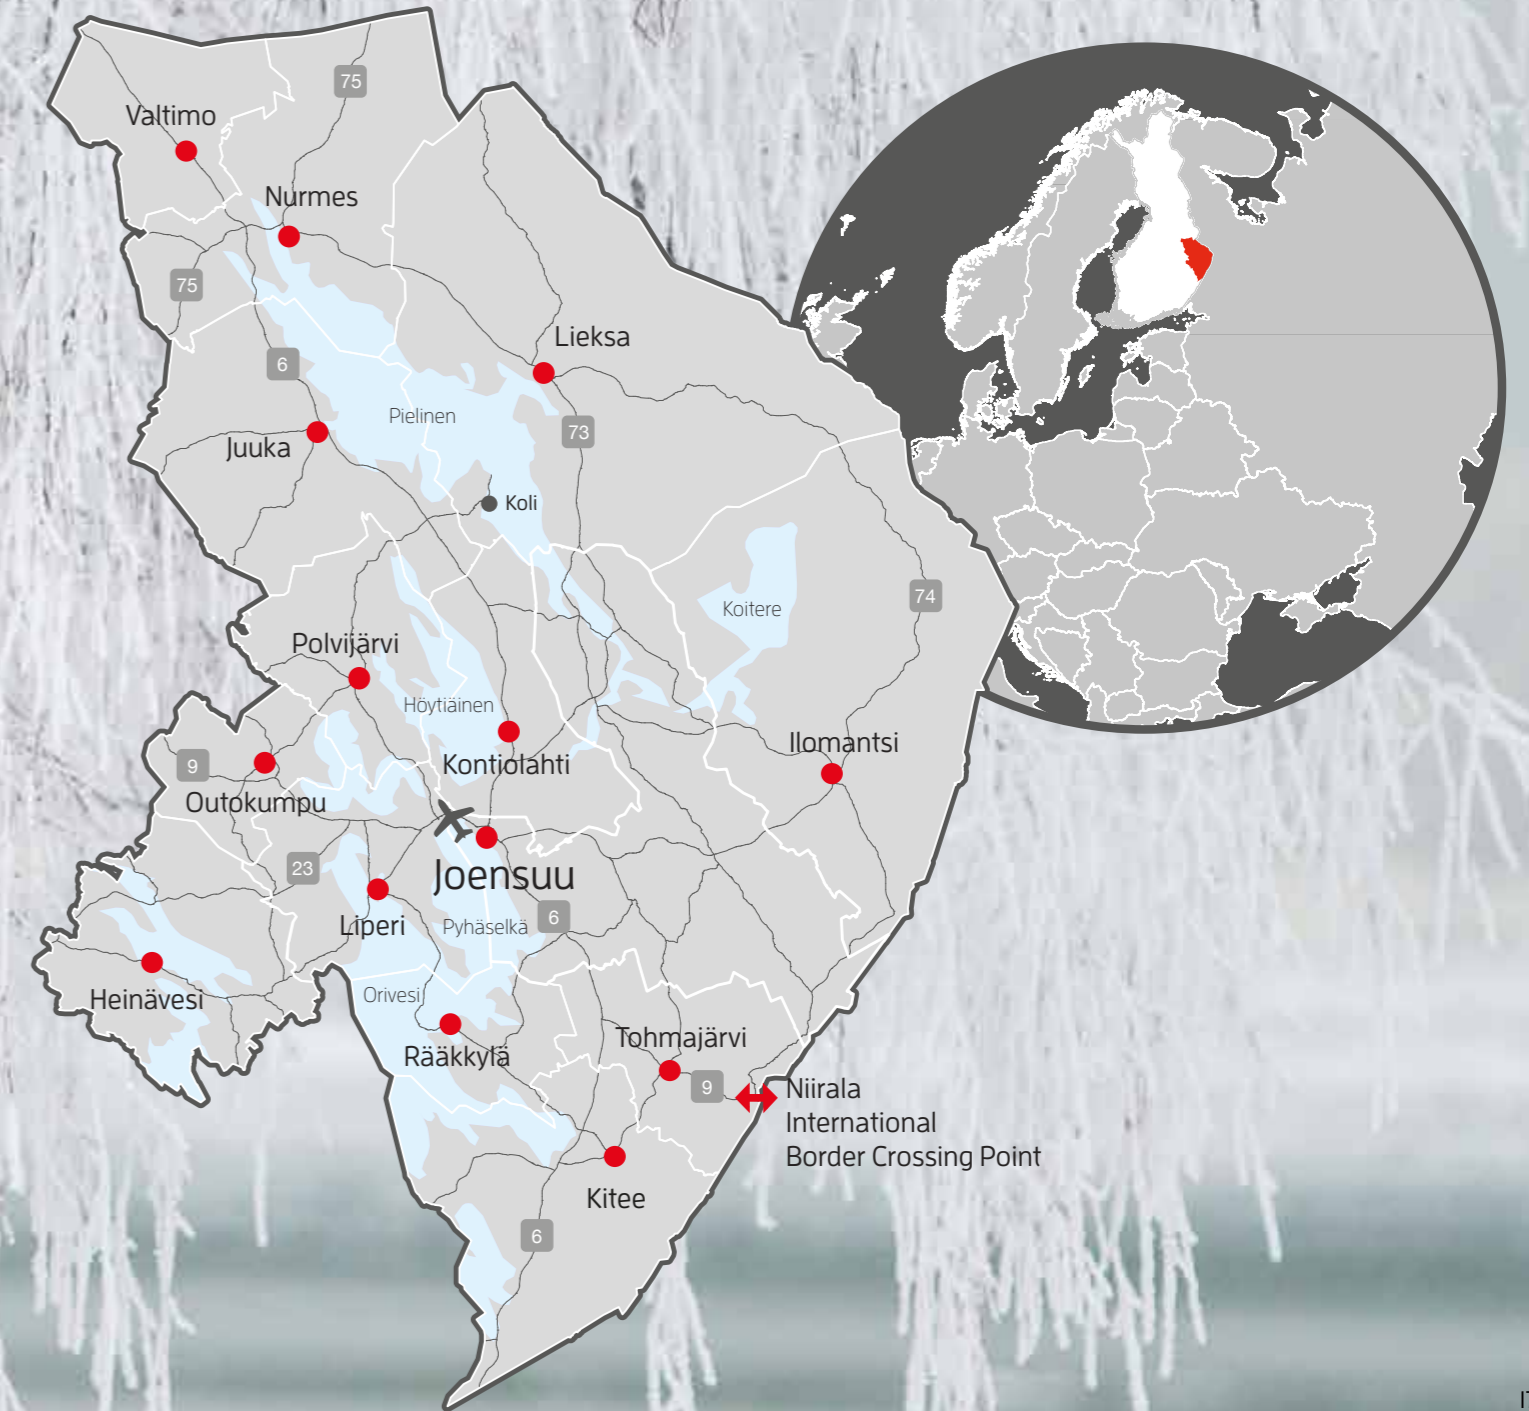 75
Valtimo
Nurmes
75
Lieksa
6
Pielinen
73
Juuka
Koli
74
Koitere
Polvijärvi
Höytiäinen
Ilomantsi
9
Kontiolahti
Outokumpu
23
Joensuu
6
Liperi
Pyhäselkä
Heinävesi
Orivesi
Tohmajärvi
Rääkkylä
9
Niirala
International
Border Crossing Point
Kitee
6